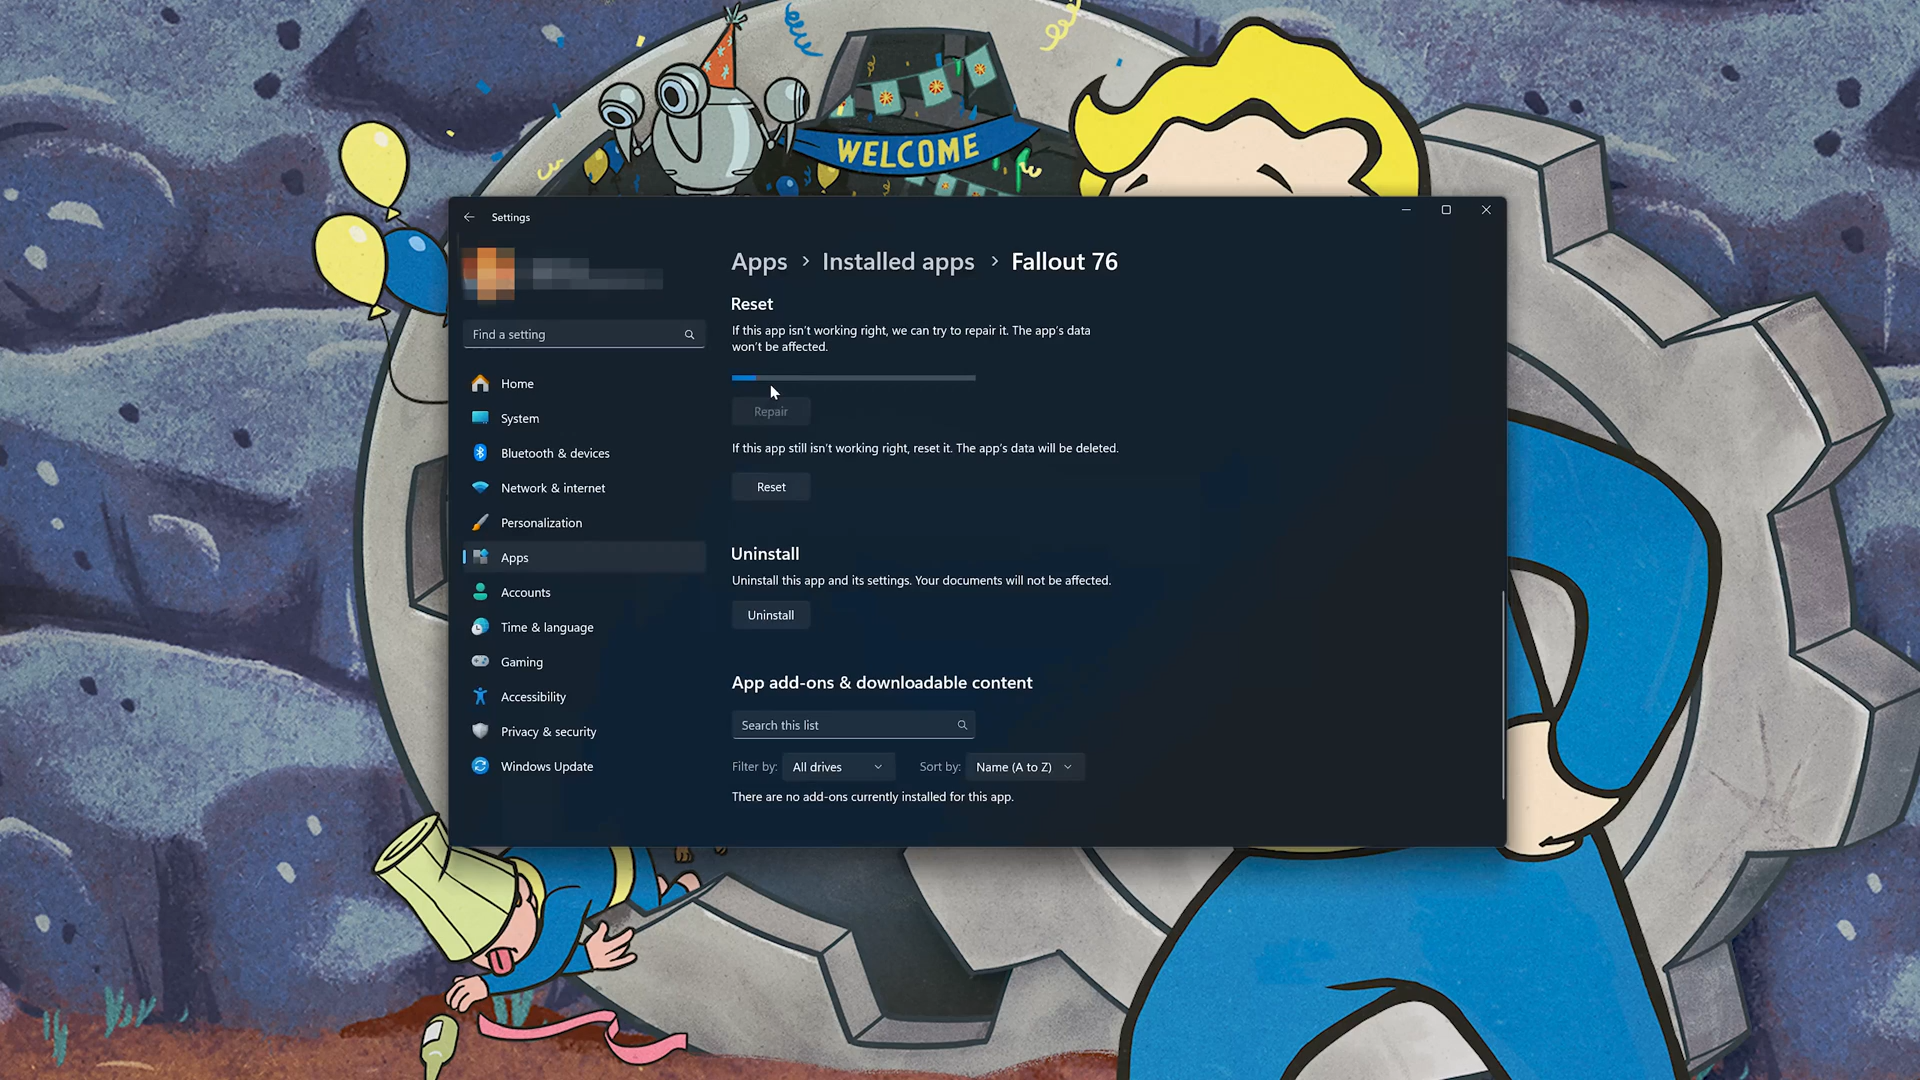 WELCOME
Settings
Apps > Installed apps > Fallout 76
Reset
If this app isn't working right, we can try to repair it. The app's data
won't be affected.
Repair
If this app still isn't working right, reset it. The app's data will be deleted.
Reset
Uninstall
Uninstall this app and its settings. Your documents will not be affected.
Uninstall
App add-ons & downloadable content
Search this list
Filter by: All drives Sort by: Name (A to Z)
There are no add-ons currently installed for this app.
Find a setting
Home
System
Bluetooth & devices
Network & internet
Personalization
Apps
Accounts
Time & language
Gaming
Accessibility
Privacy & security
Windows Update